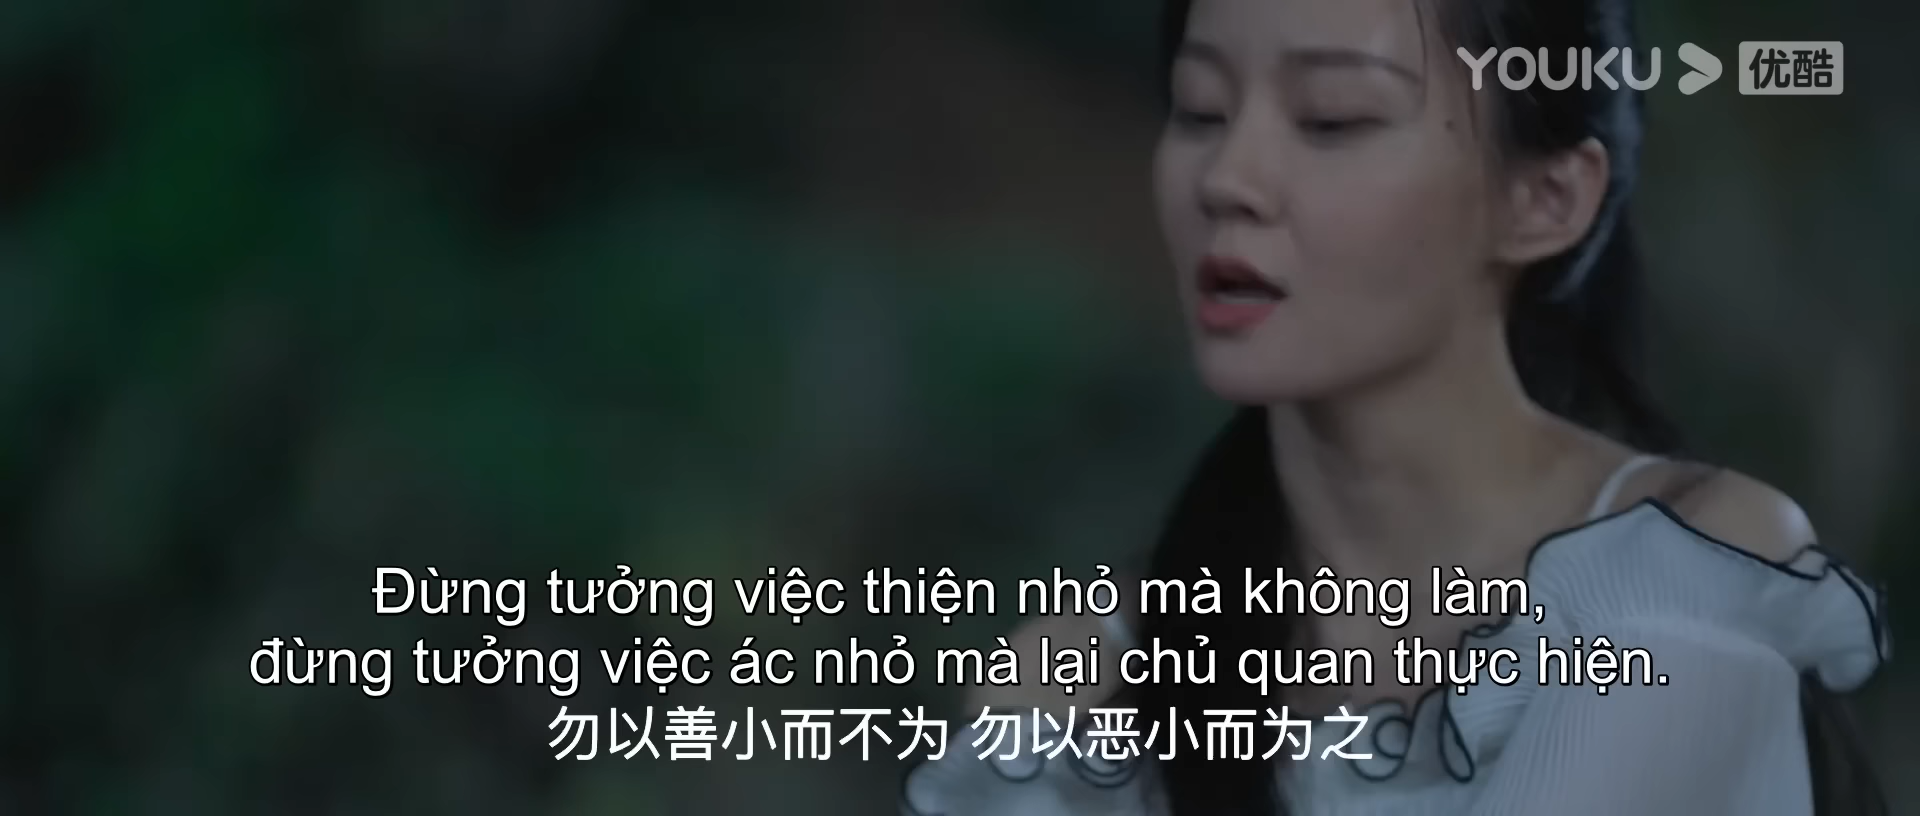 YOUKU 优酷
Đừng tưởng việc thiện nhỏ mà không làm,
đừng tưởng việc ác nhỏ mà lại chủ quan thực hiện.
勿以善小而不为 勿以恶小而为之